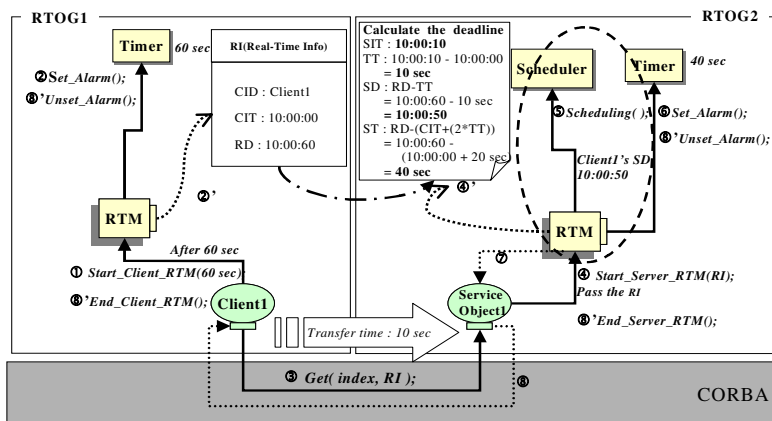 RTOG1
Timer
60 sec
②Set_Alarm();
⑧'Unset_Alarm();
RI(Real-Time Info)
CID : Client1
CIT : 10:00:00
RD : 10:00:60
②'
RTM
After 60 sec
① Start_Client_RTM(60 sec);
⑧'End_Client_RTM();
Client1
RTOG2
Calculate the deadline
SIT : 10:00:10
TT : 10:00:10 - 10:00:00
= 10 sec
SD : RD-TT
= 10:00:60 - 10 sec
= 10:00:50
ST : RD-(CIT+(2*TT))
= 10:00:60 -
(10:00:00 + 20 sec)
= 40 sec
④'
Scheduler
Timer
40 sec
⑤Scheduling( );
⑥Set_Alarm();
⑧'Unset_Alarm();
Client1's SD
10:00:50
RTM
⑦
④ Start_Server_RTM(RI);
Pass the RI
⑧'End_Server_RTM();
Service
Object1
Transfer time : 10 sec
③ Get( index, RI );
⑧
CORBA